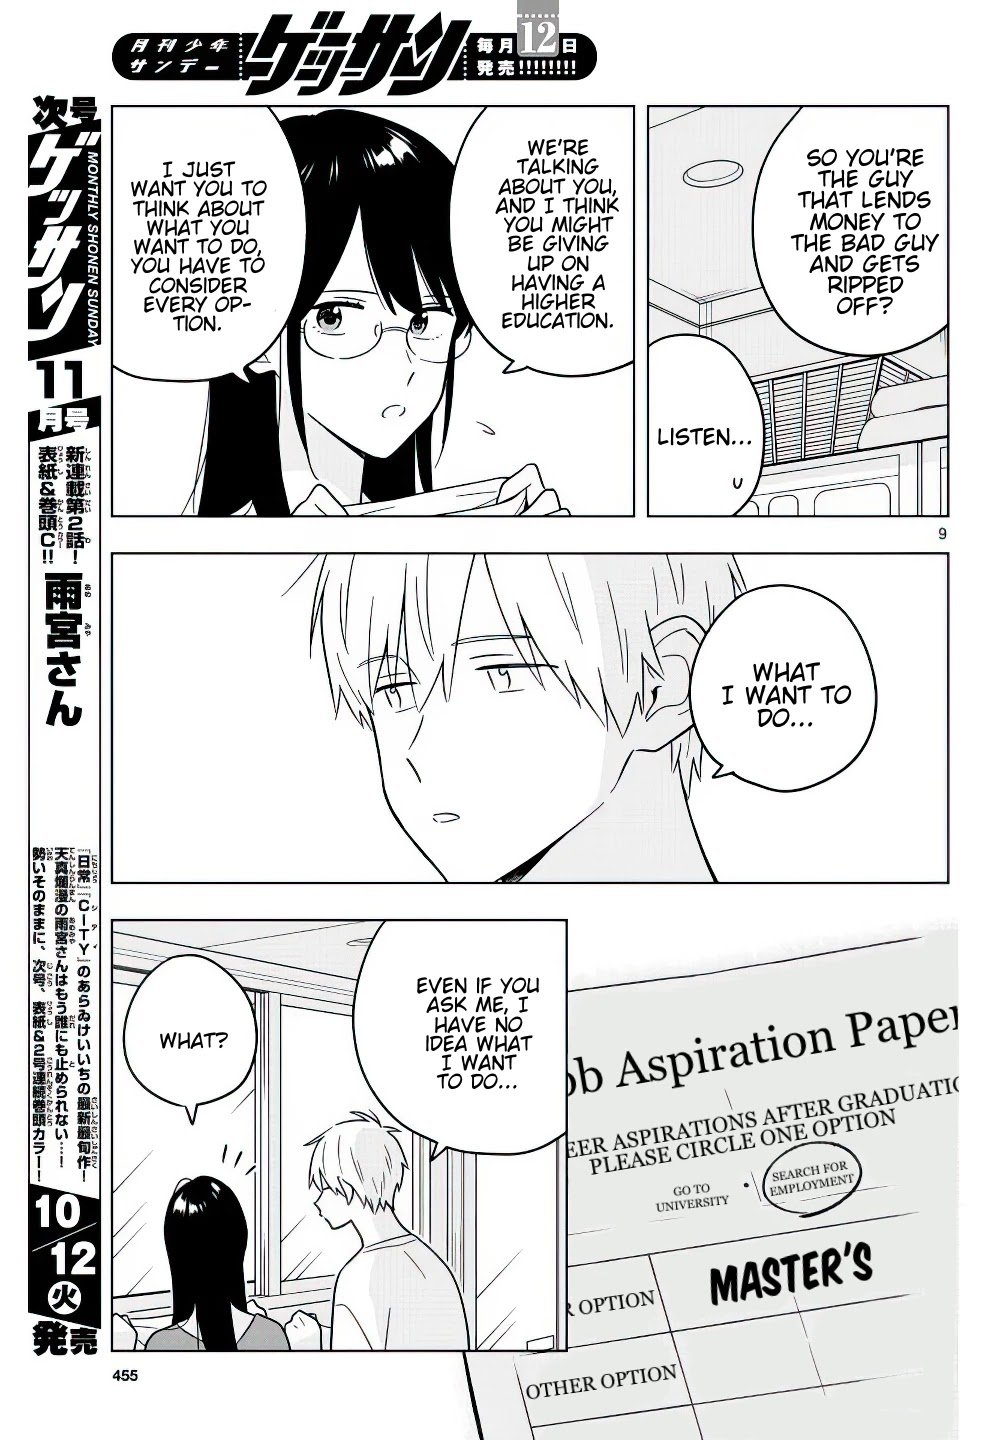 月刊少年
サンデー
ゲッサン
毎月12日
発売!!!!!!!!
次号
ゲッサン
MONTHLY SHONEN SUNDAY
11
月号
新連載第2話!
表紙&巻頭C!!
雨宮さん
『日常』『CITY』のあらゐけいいちの最新最旬作!
天真爛漫の雨宮さんはもう誰にも止められない…!
勢いそのままに、次号、表紙&2号連続巻頭カラー!
10/12
火
発売
SO YOU'RE
THE GUY
THAT LENDS
MONEY TO
THE BAD GUY
AND GETS
RIPPED
OFF?
LISTEN...
WE'RE
TALKING
ABOUT YOU,
AND I THINK
YOU MIGHT
BE GIVING
UP ON
HAVING A
HIGHER
EDUCATION.
I JUST
WANT YOU TO
THINK ABOUT
WHAT YOU
WANT TO DO,
YOU HAVE TO
CONSIDER
EVERY OP-
TION.
9
WHAT
I WANT TO
DO...
EVEN IF YOU
ASK ME, I
HAVE NO
IDEA WHAT
I WANT
TO DO...
WHAT?
ob Aspiration Paper
EER ASPIRATIONS AFTER GRADUATIO
PLEASE CIRCLE ONE OPTION
GO TO
UNIVERSITY
•
SEARCH FOR
EMPLOYMENT
R OPTION
MASTER'S
OTHER OPTION
455